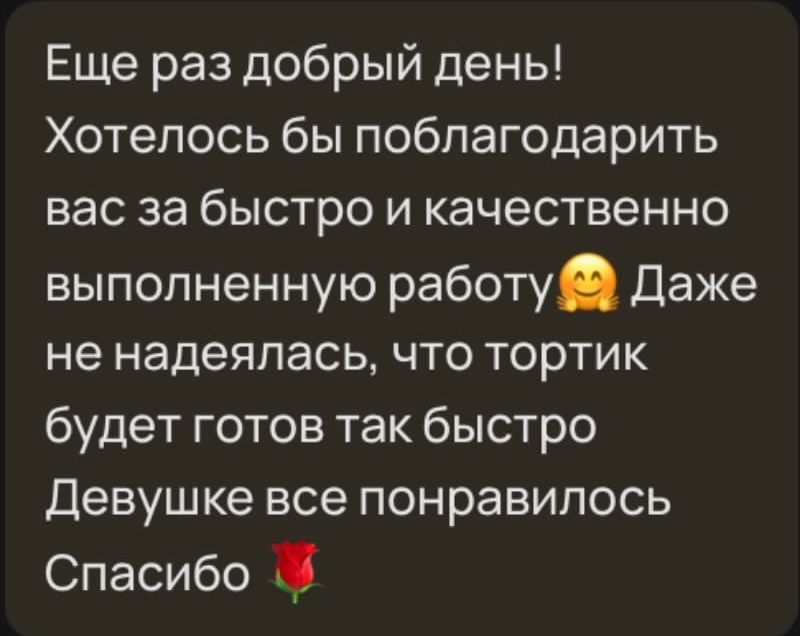 Еще раз добрый день!
Хотелось бы поблагодарить
вас за быстро и качественно
выполненную работу🤗 Даже
не надеялась, что тортик
будет готов так быстро
Девушке все понравилось
Спасибо 🌹